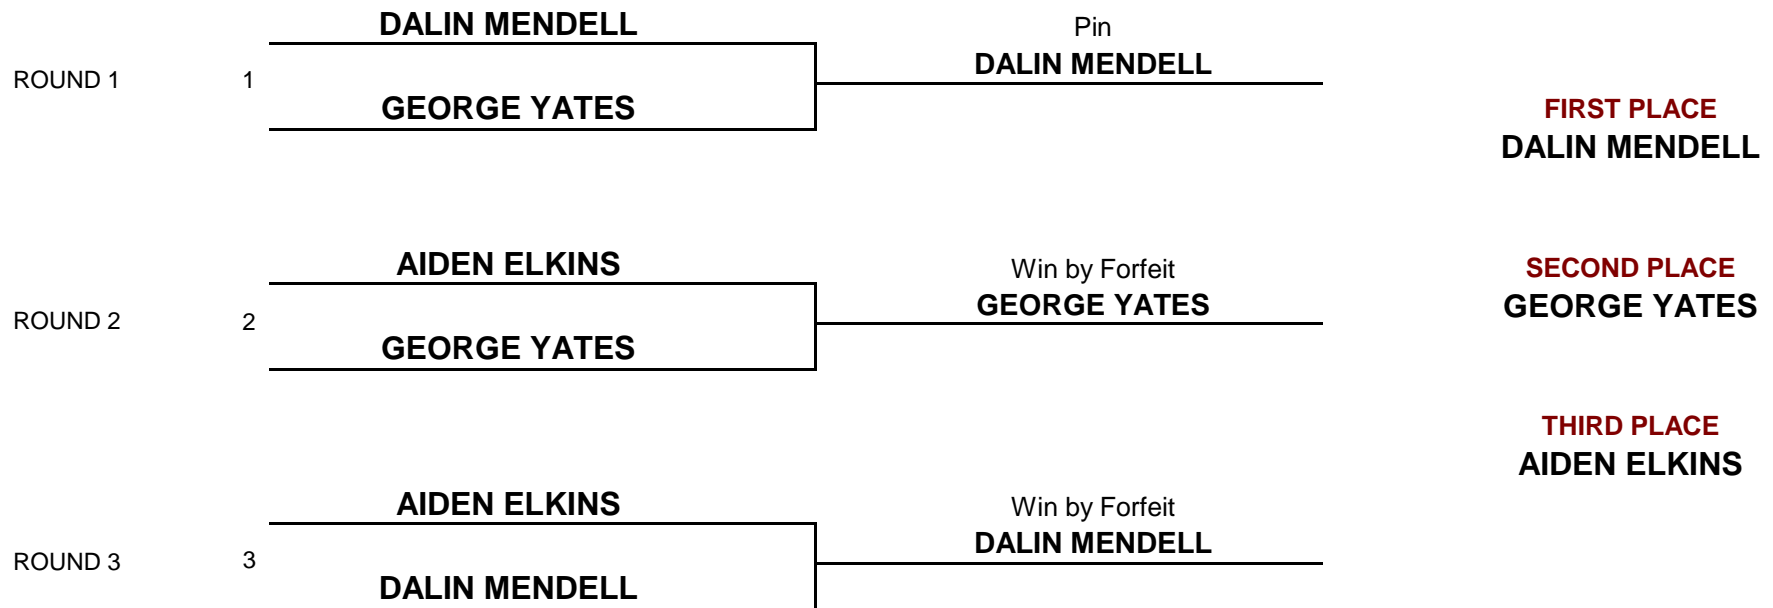 DALIN MENDELL
Pin
DALIN MENDELL
ROUND 1
1
GEORGE YATES
FIRST PLACE
DALIN MENDELL
AIDEN ELKINS
Win by Forfeit
GEORGE YATES
SECOND PLACE
GEORGE YATES
ROUND 2
2
GEORGE YATES
THIRD PLACE
AIDEN ELKINS
AIDEN ELKINS
Win by Forfeit
DALIN MENDELL
ROUND 3
3
DALIN MENDELL